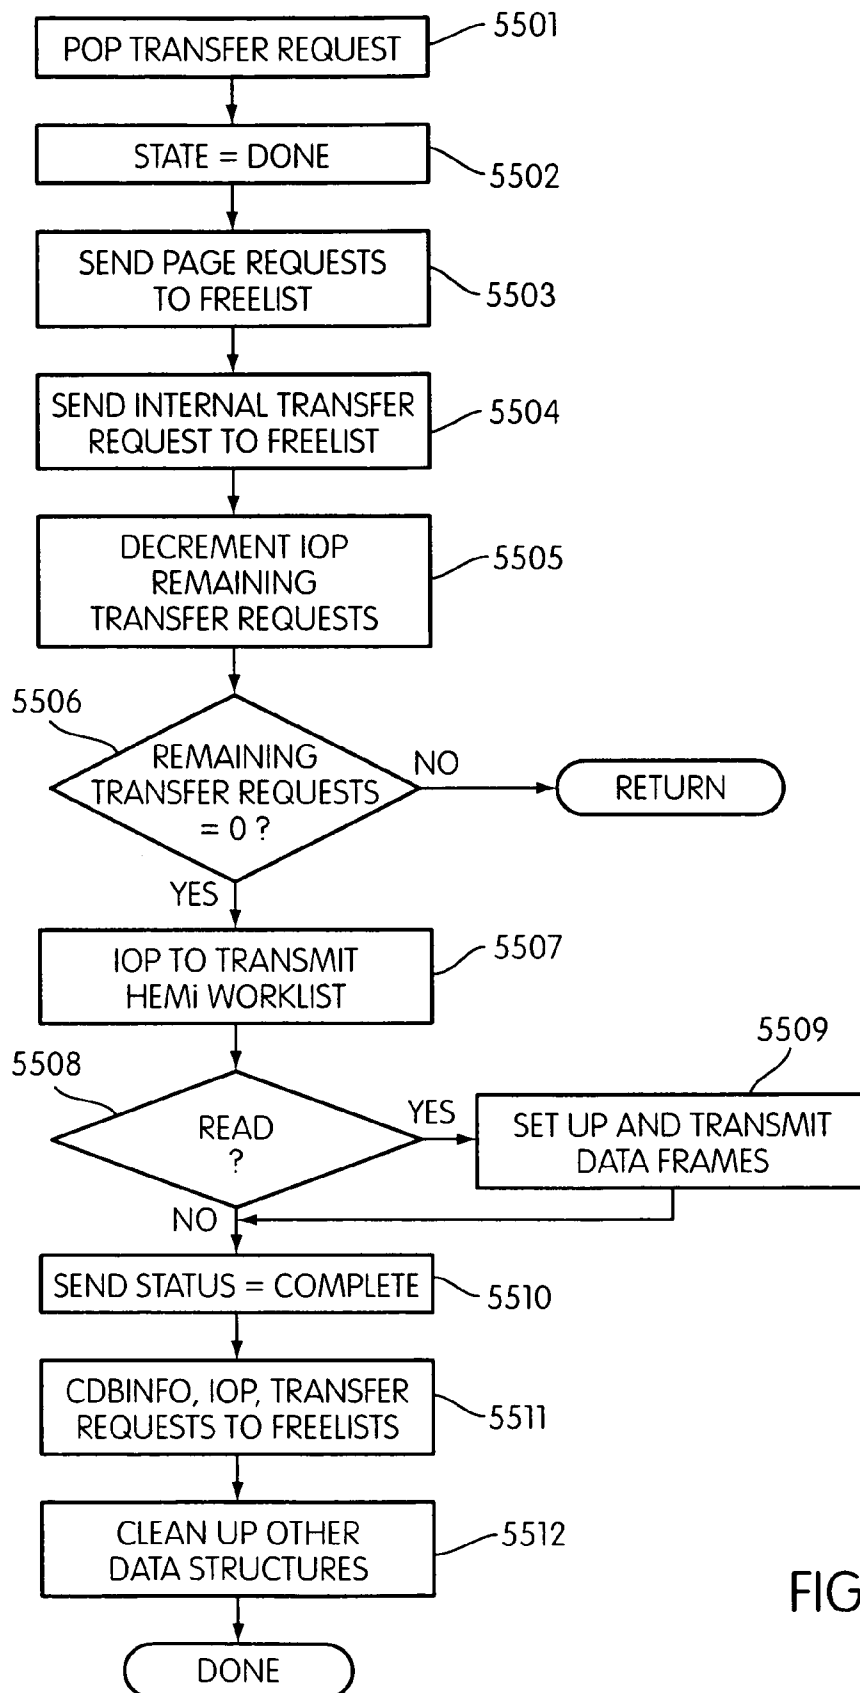 POP TRANSFER REQUEST
5501
STATE = DONE
5502
SEND PAGE REQUESTS
TO FREELIST
5503
SEND INTERNAL TRANSFER
REQUEST TO FREELIST
5504
DECREMENT IOP
REMAINING
TRANSFER REQUESTS
5505
5506
REMAINING
TRANSFER REQUESTS
= 0 ?
NO
RETURN
YES
IOP TO TRANSMIT
HEMi WORKLIST
5507
5508
READ
?
YES
5509
SET UP AND TRANSMIT
DATA FRAMES
NO
SEND STATUS = COMPLETE
5510
CDBINFO, IOP, TRANSFER
REQUESTS TO FREELISTS
5511
CLEAN UP OTHER
DATA STRUCTURES
5512
DONE
FIG